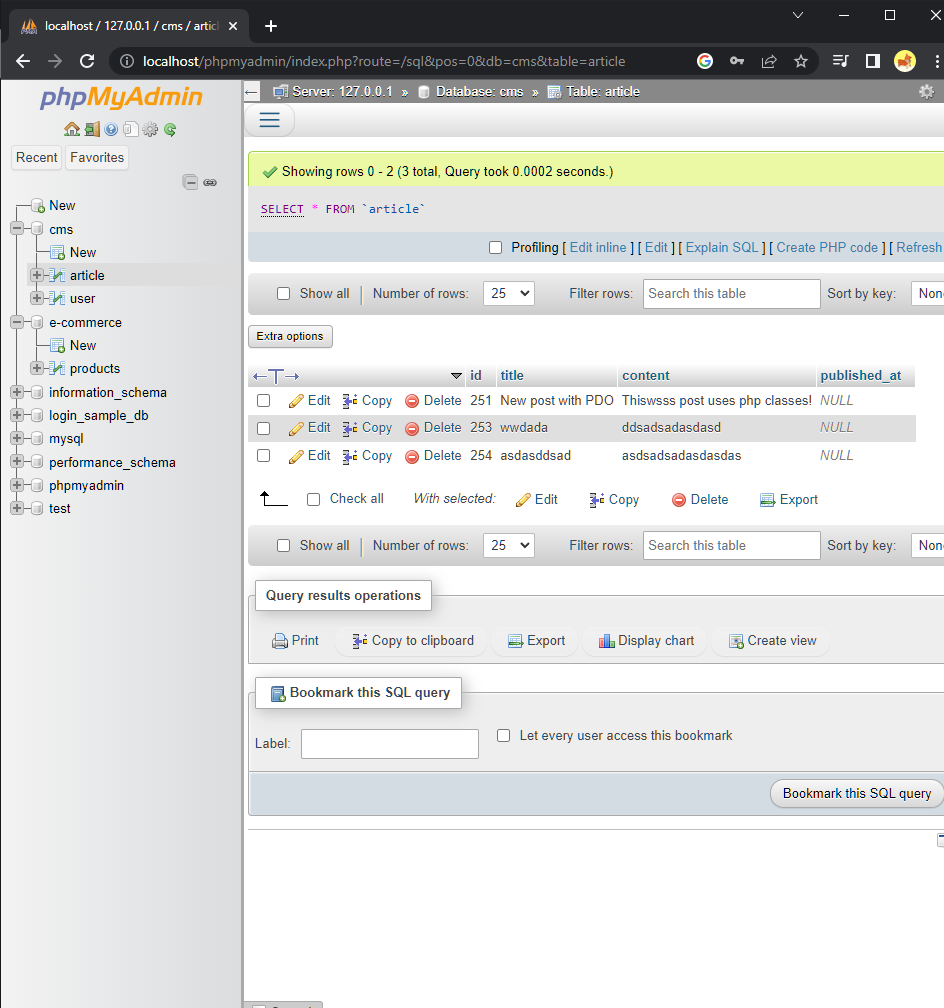 localhost / 127.0.0.1 / cms / artic
localhost/phpmyadmin/index.php?route=/sql&pos=0&db=cms&table=article
phpMyAdmin
Recent Favorites
New
cms
New
article
user
e-commerce
New
products
information_schema
login_sample_db
mysql
performance_schema
phpmyadmin
test
Server: 127.0.0.1 » Database: cms » Table: article
Showing rows 0 - 2 (3 total, Query took 0.0002 seconds.)
SELECT * FROM `article`
Profiling [ Edit inline ] [ Edit ] [ Explain SQL ] [ Create PHP code ] [ Refresh
Show all Number of rows: 25 Filter rows: Search this table Sort by key: Non
Extra options
id title content published_at
Edit Copy Delete 251 New post with PDO Thiswsss post uses php classes! NULL
Edit Copy Delete 253 wwdada ddsadsadasdasd NULL
Edit Copy Delete 254 asdasddsad asdsadsadasdasdas NULL
Check all With selected: Edit Copy Delete Export
Show all Number of rows: 25 Filter rows: Search this table Sort by key: Non
Query results operations
Print Copy to clipboard Export Display chart Create view
Bookmark this SQL query
Label: Let every user access this bookmark
Bookmark this SQL query